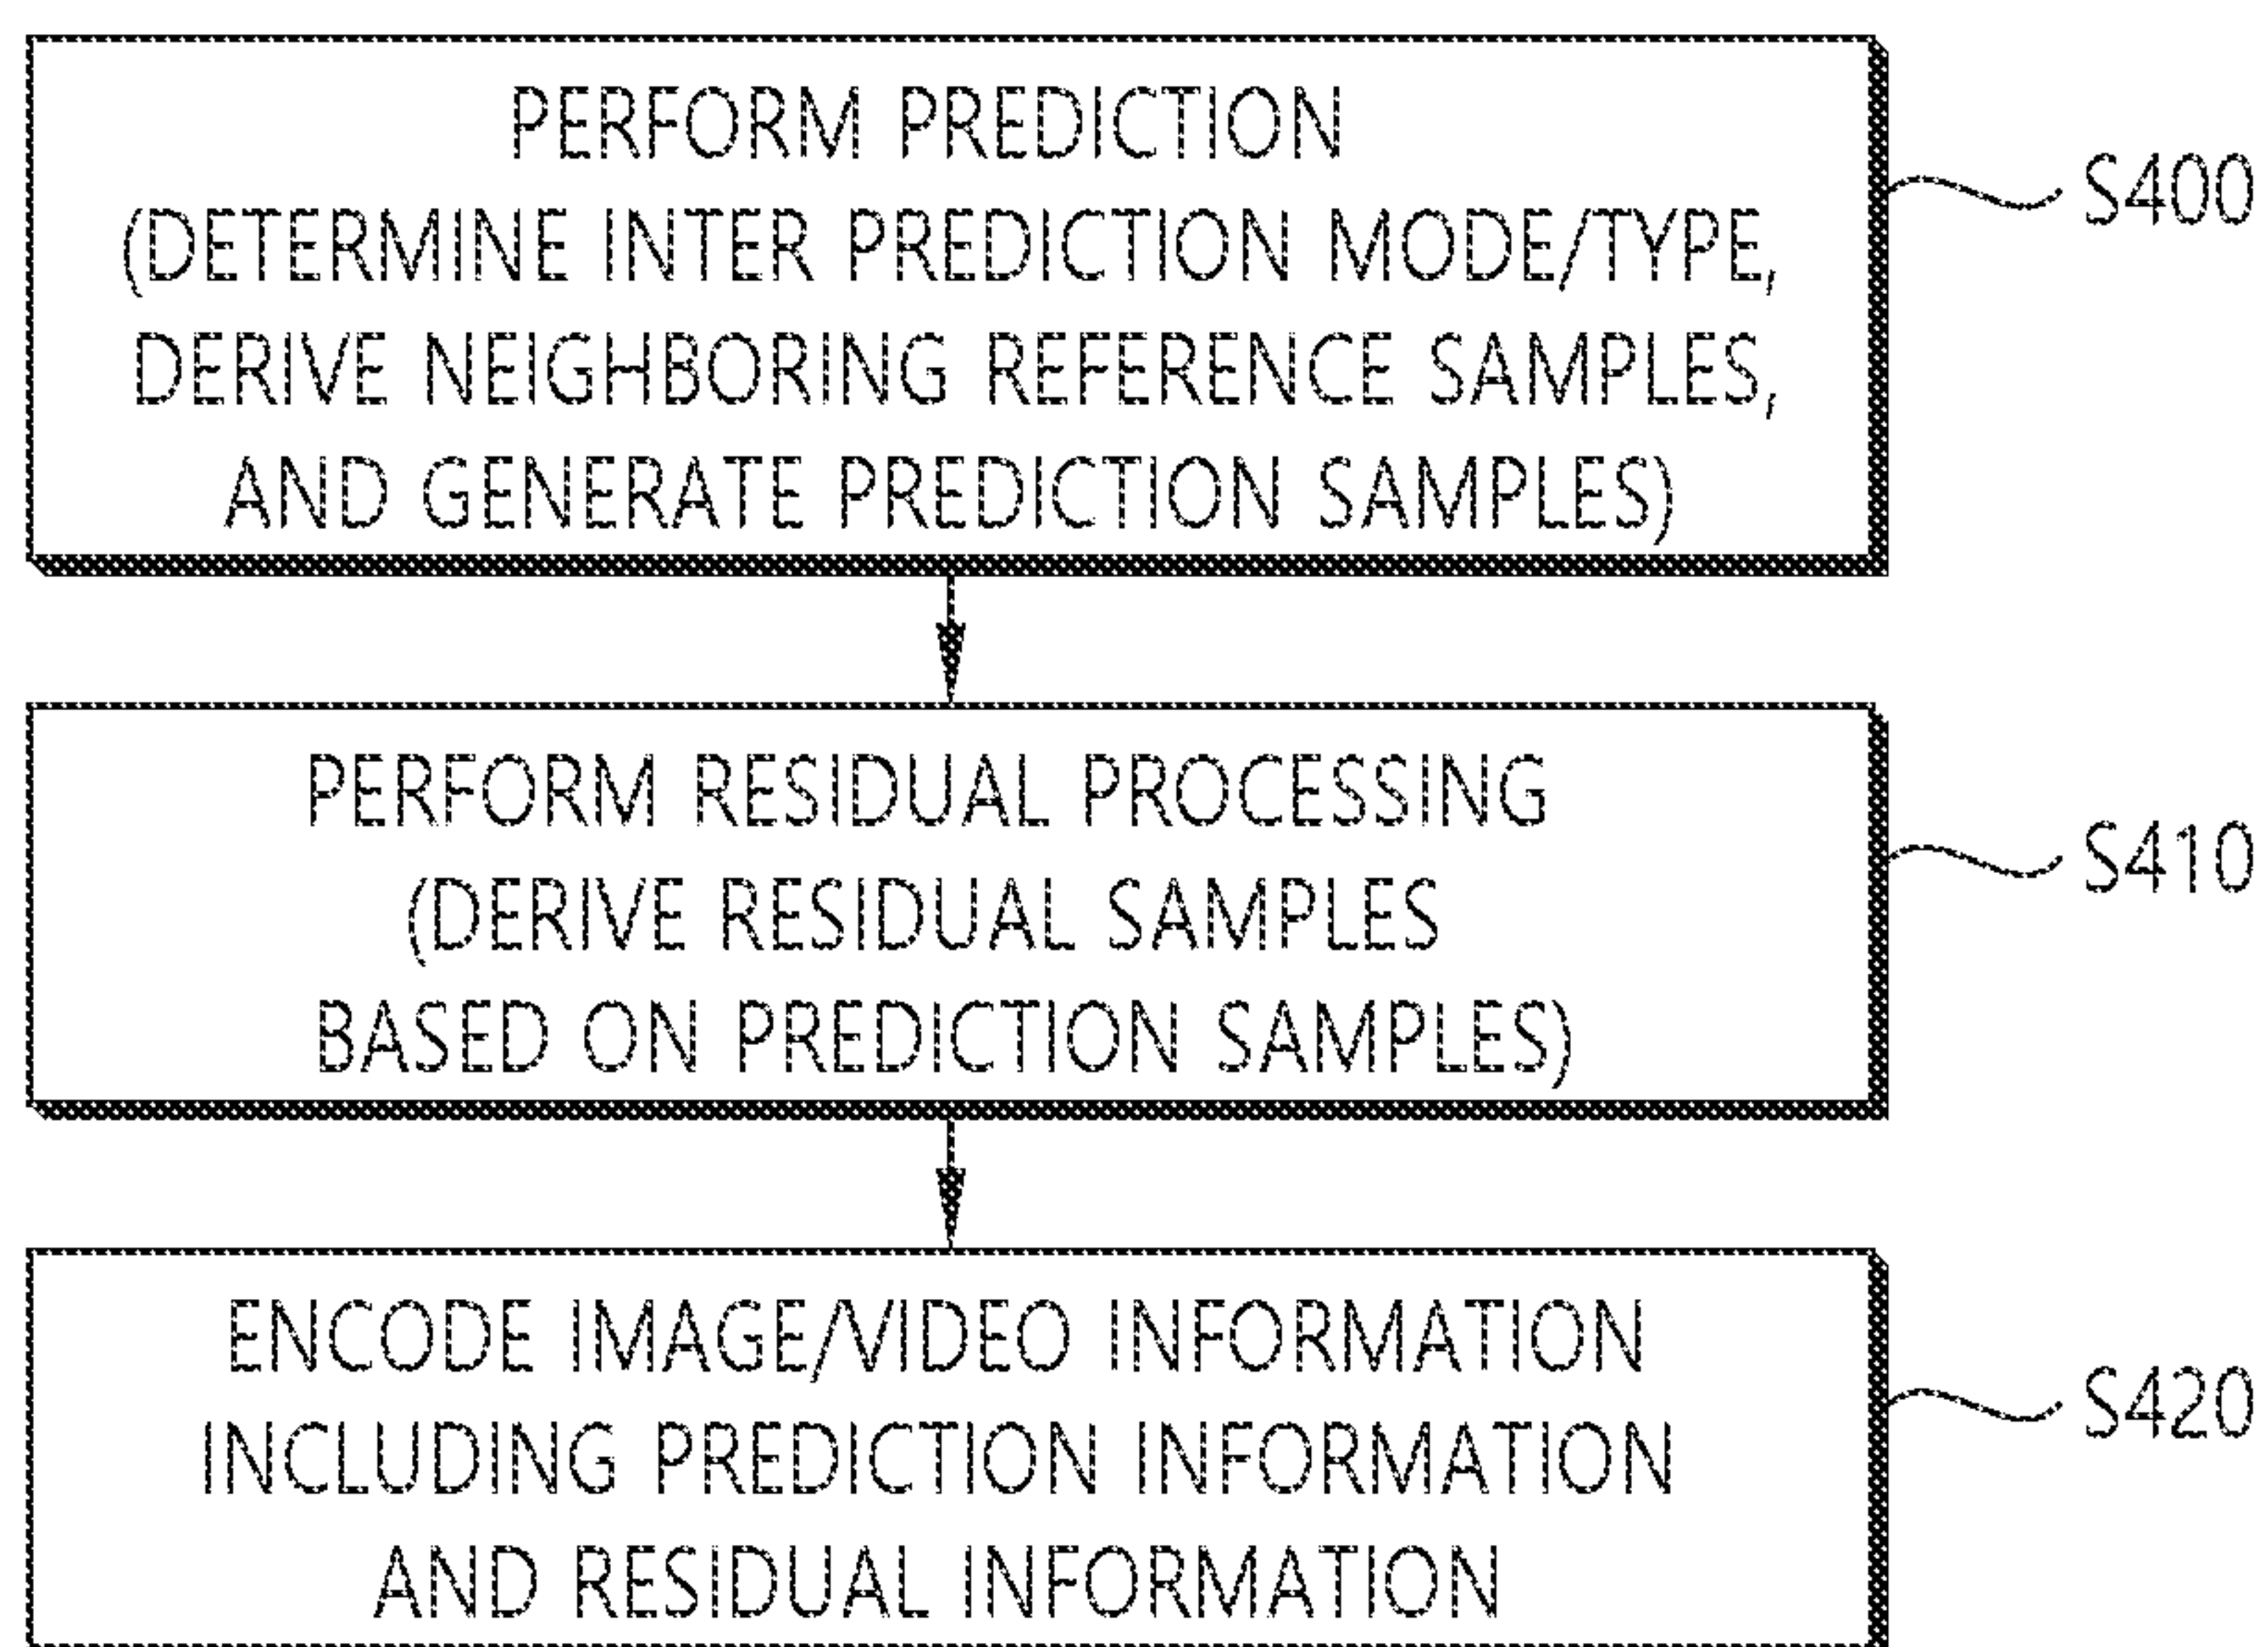 PERFORM PREDICTION
(DETERMINE INTER PREDICTION MODE/TYPE,
DERIVE NEIGHBORING REFERENCE SAMPLES,
AND GENERATE PREDICTION SAMPLES)
S400
PERFORM RESIDUAL PROCESSING
(DERIVE RESIDUAL SAMPLES
BASED ON PREDICTION SAMPLES)
S410
ENCODE IMAGE/VIDEO INFORMATION
INCLUDING PREDICTION INFORMATION
AND RESIDUAL INFORMATION
S420